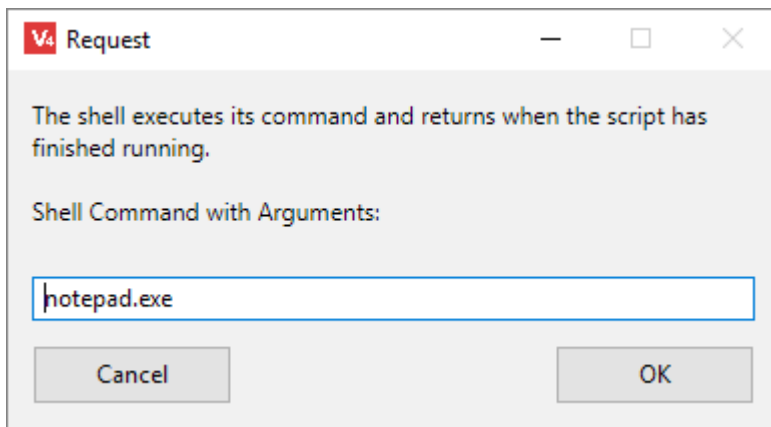 V4 Request
The shell executes its command and returns when the script has
finished running.
Shell Command with Arguments:
notepad.exe
Cancel OK